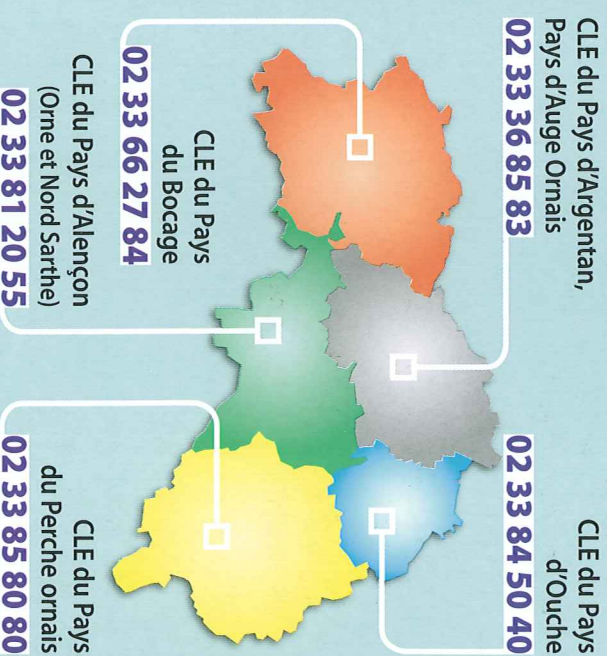 CLE du Pays d'Argentan,
Pays d'Auge Ornais
02 33 36 85 83
CLE du Pays
d'Ouche
02 33 84 50 40
CLE du Pays
du Bocage
02 33 66 27 84
CLE du Pays d'Alençon
(Orne et Nord Sarthe)
02 33 81 20 55
CLE du Pays
du Perche ornais
02 33 85 80 80